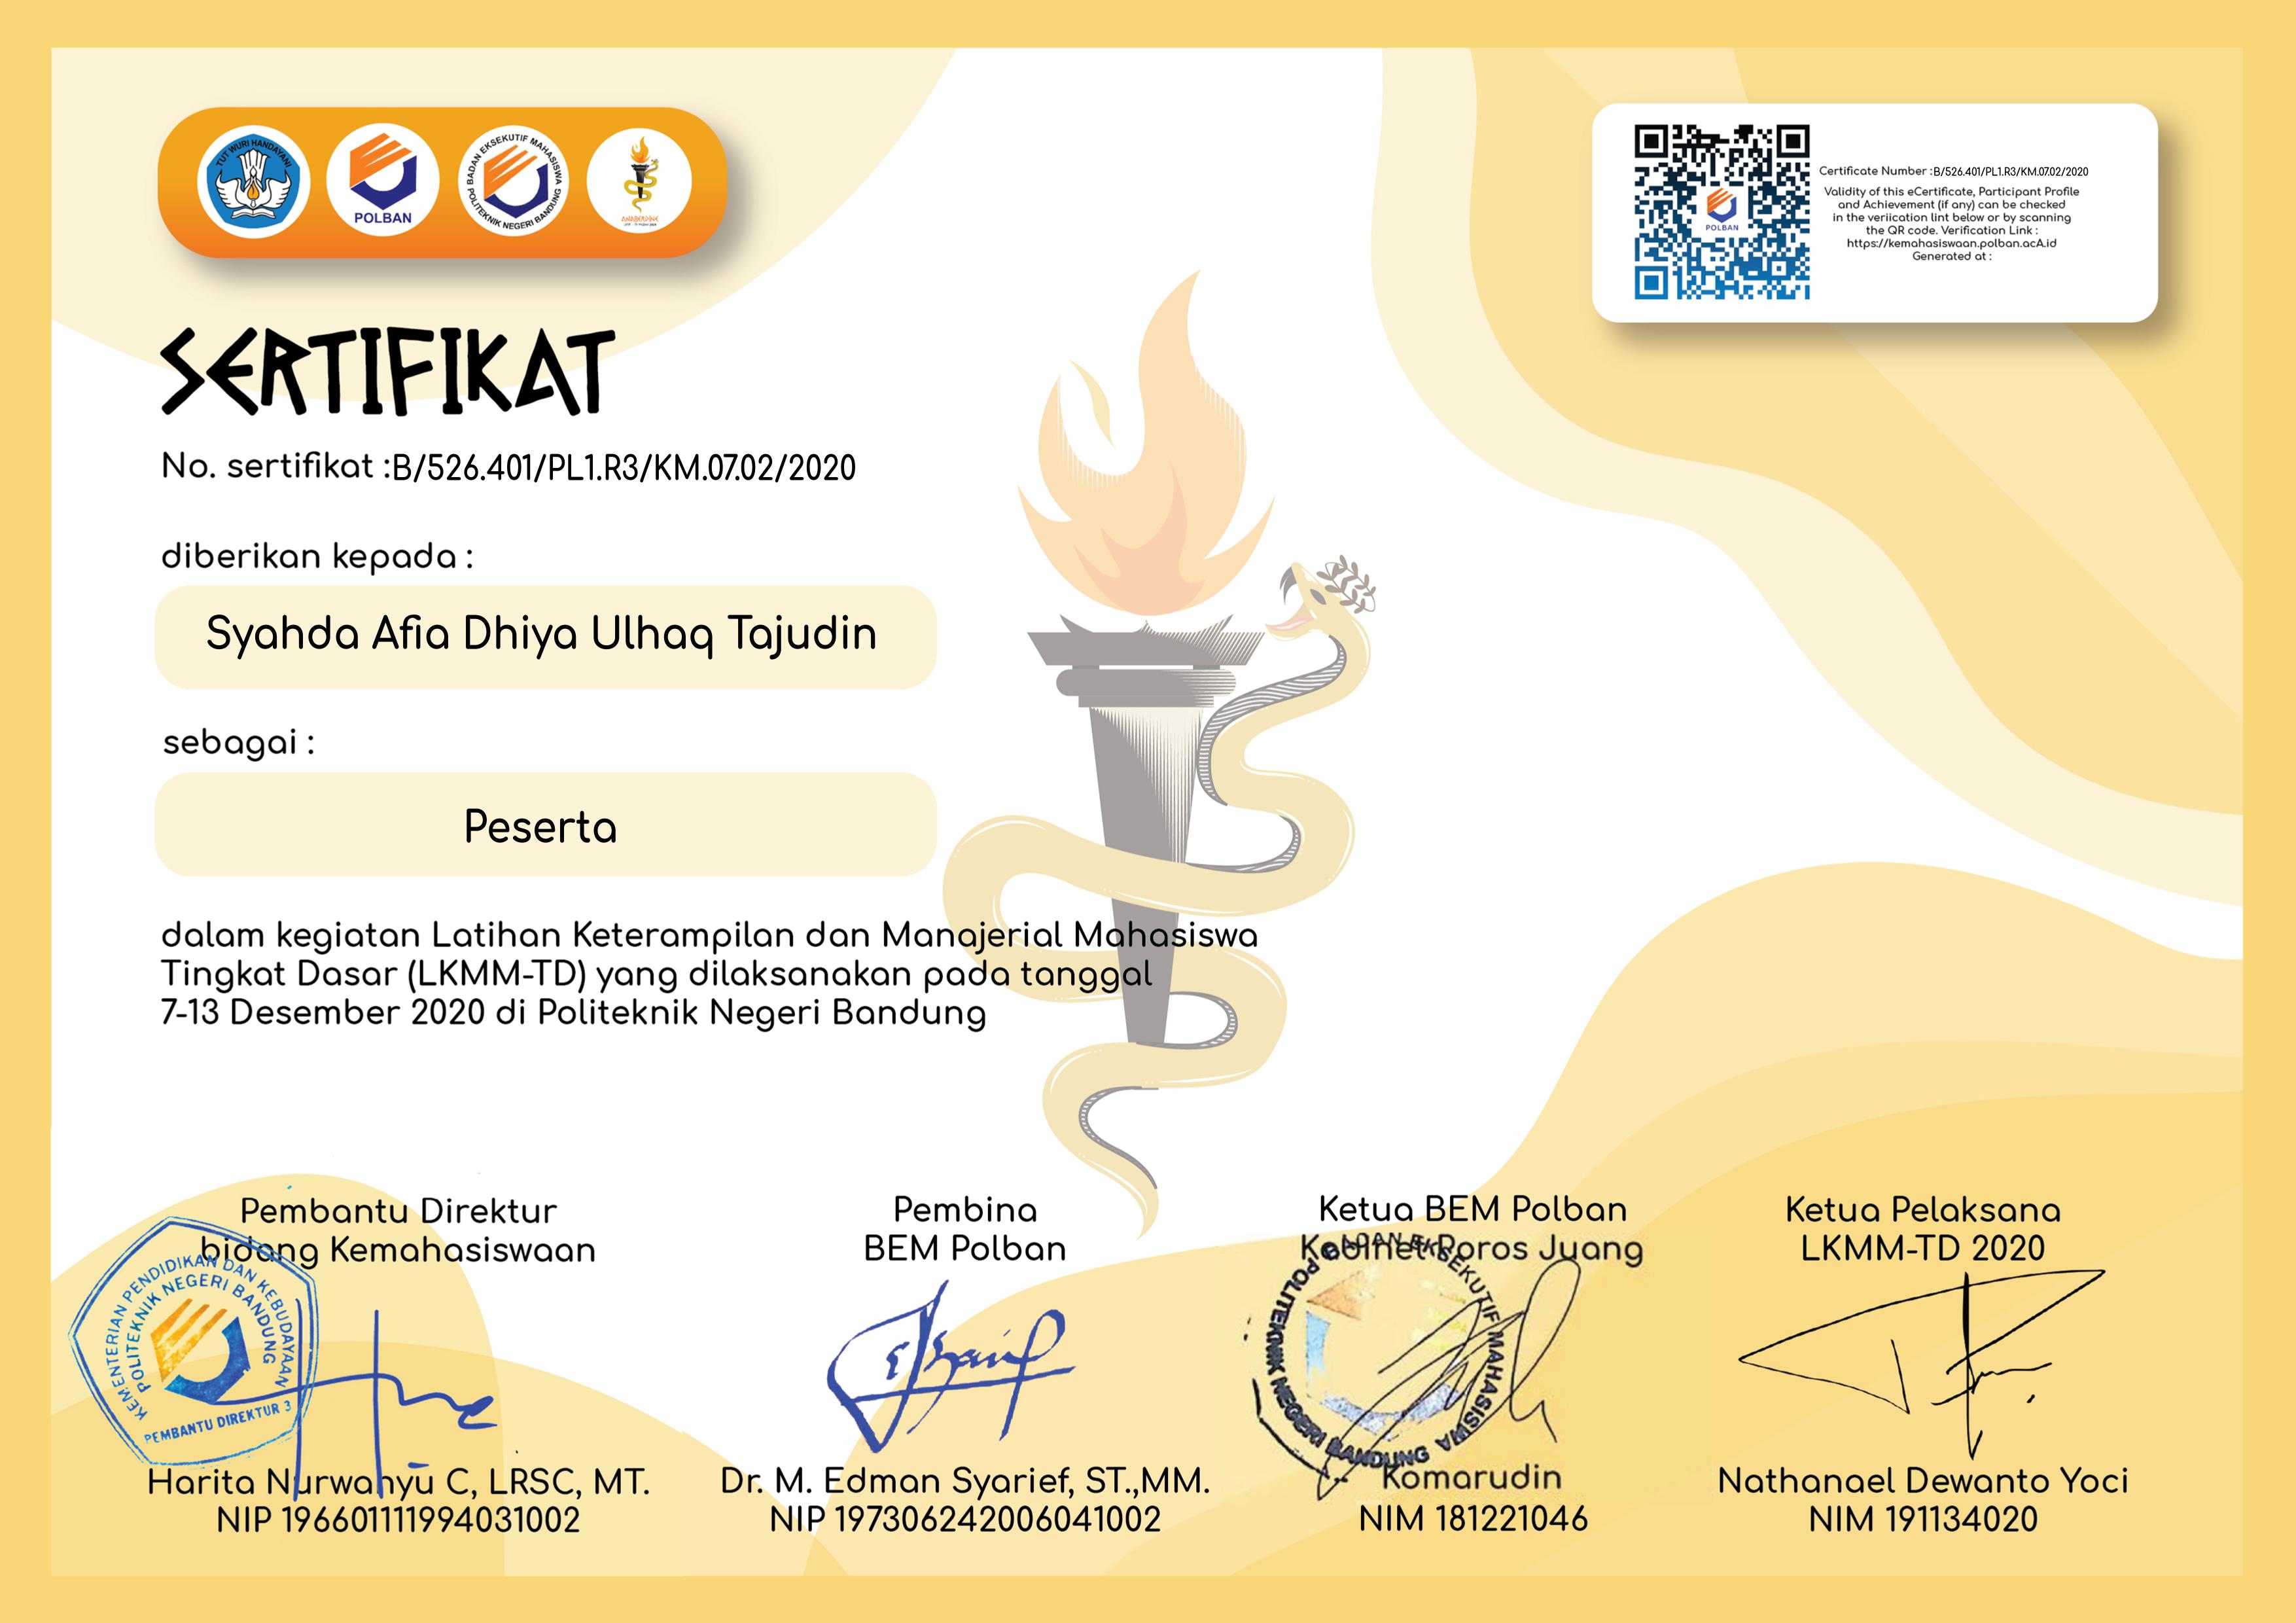 TUT WURI HANDAYANI
POLBAN
BADAN EKSEKUTIF MAHASISWA
POLITEKNIK NEGERI BANDUNG
POLBAN
Certificate Number :B/526.401/PL1.R3/KM.07.02/2020
Validity of this eCertificate, Participant Profile
and Achievement (if any) can be checked
in the veriication lint below or by scanning
the QR code. Verification Link :
https://kemahasiswaan.polban.acA.id
Generated at :
SERTIFIKAT
No. sertifikat :B/526.401/PL1.R3/KM.07.02/2020
diberikan kepada :
Syahda Afia Dhiya Ulhaq Tajudin
sebagai :
Peserta
dalam kegiatan Latihan Keterampilan dan Manajerial Mahasiswa
Tingkat Dasar (LKMM-TD) yang dilaksanakan pada tanggal
7-13 Desember 2020 di Politeknik Negeri Bandung
Pembantu Direktur
bidang Kemahasiswaan
KEMENTERIAN PENDIDIKAN DAN KEBUDAYAAN
POLITEKNIK NEGERI BANDUNG
PEMBANTU DIREKTUR 3
Harita Nurwahyu C, LRSC, MT.
NIP 196601111994031002
Pembina
BEM Polban
Dr. M. Edman Syarief, ST.,MM.
NIP 197306242006041002
Ketua BEM Polban
Kabinet Poros Juang
BADAN EKSEKUTIF MAHASISWA
POLITEKNIK NEGERI BANDUNG
Komarudin
NIM 181221046
Ketua Pelaksana
LKMM-TD 2020
Nathanael Dewanto Yoci
NIM 191134020